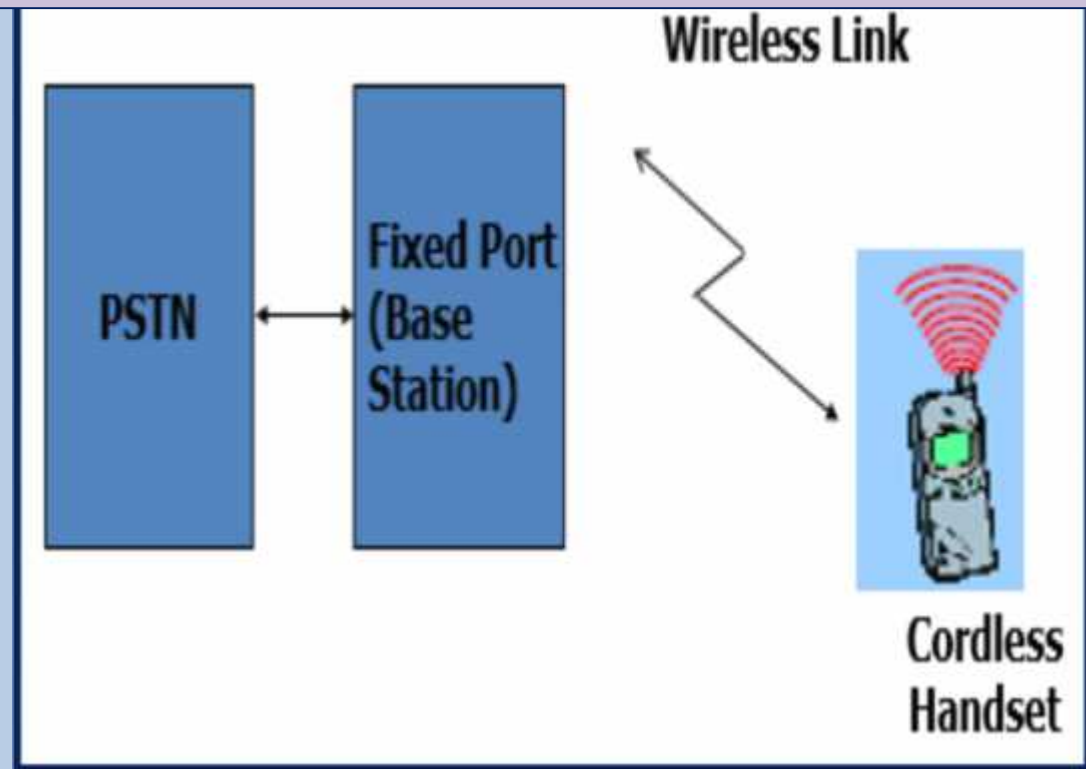 Wireless Link
PSTN
Fixed Port
(Base
Station)
Cordless
Handset